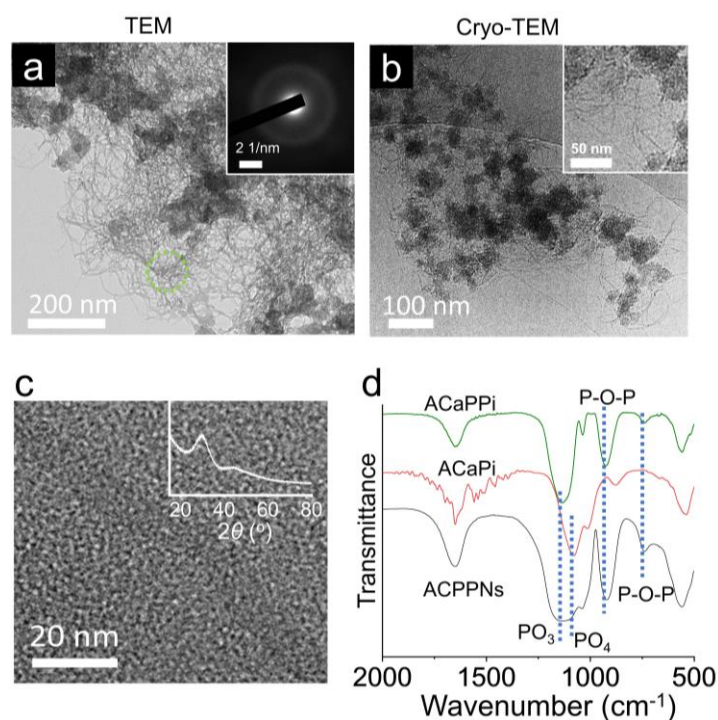 TEM
Cryo-TEM
a
2 1/nm
200 nm
b
50 nm
100 nm
c
20 40 60 80
2θ (º)
20 nm
d
P-O-P
ACaPPi
ACaPi
ACPPNs
P-O-P
PO₃
PO₄
Transmittance
2000 1500 1000 500
Wavenumber (cm⁻¹)